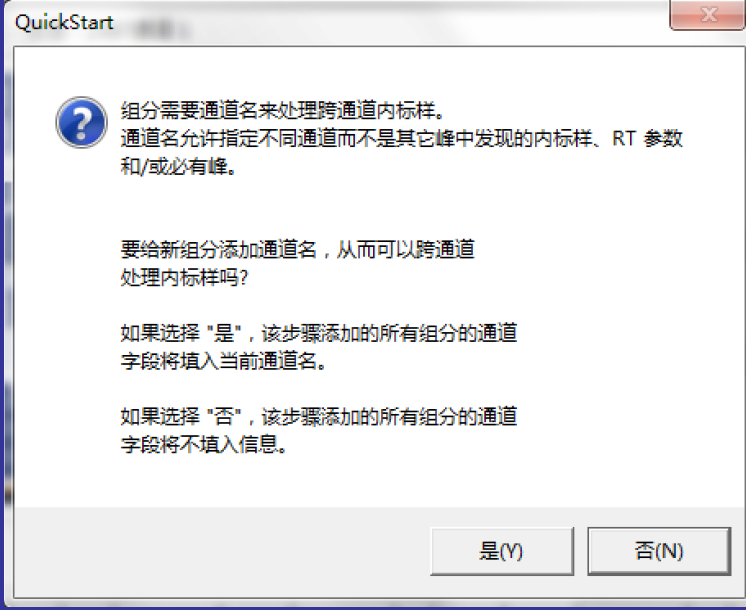 QuickStart
组分需要通道名来处理跨通道内标样。
通道名允许指定不同通道而不是其它峰中发现的内标样、RT 参数
和/或必有峰。
要给新组分添加通道名，从而可以跨通道
处理内标样吗?
如果选择 "是"，该步骤添加的所有组分的通道
字段将填入当前通道名。
如果选择 "否"，该步骤添加的所有组分的通道
字段将不填入信息。
是(Y)
否(N)